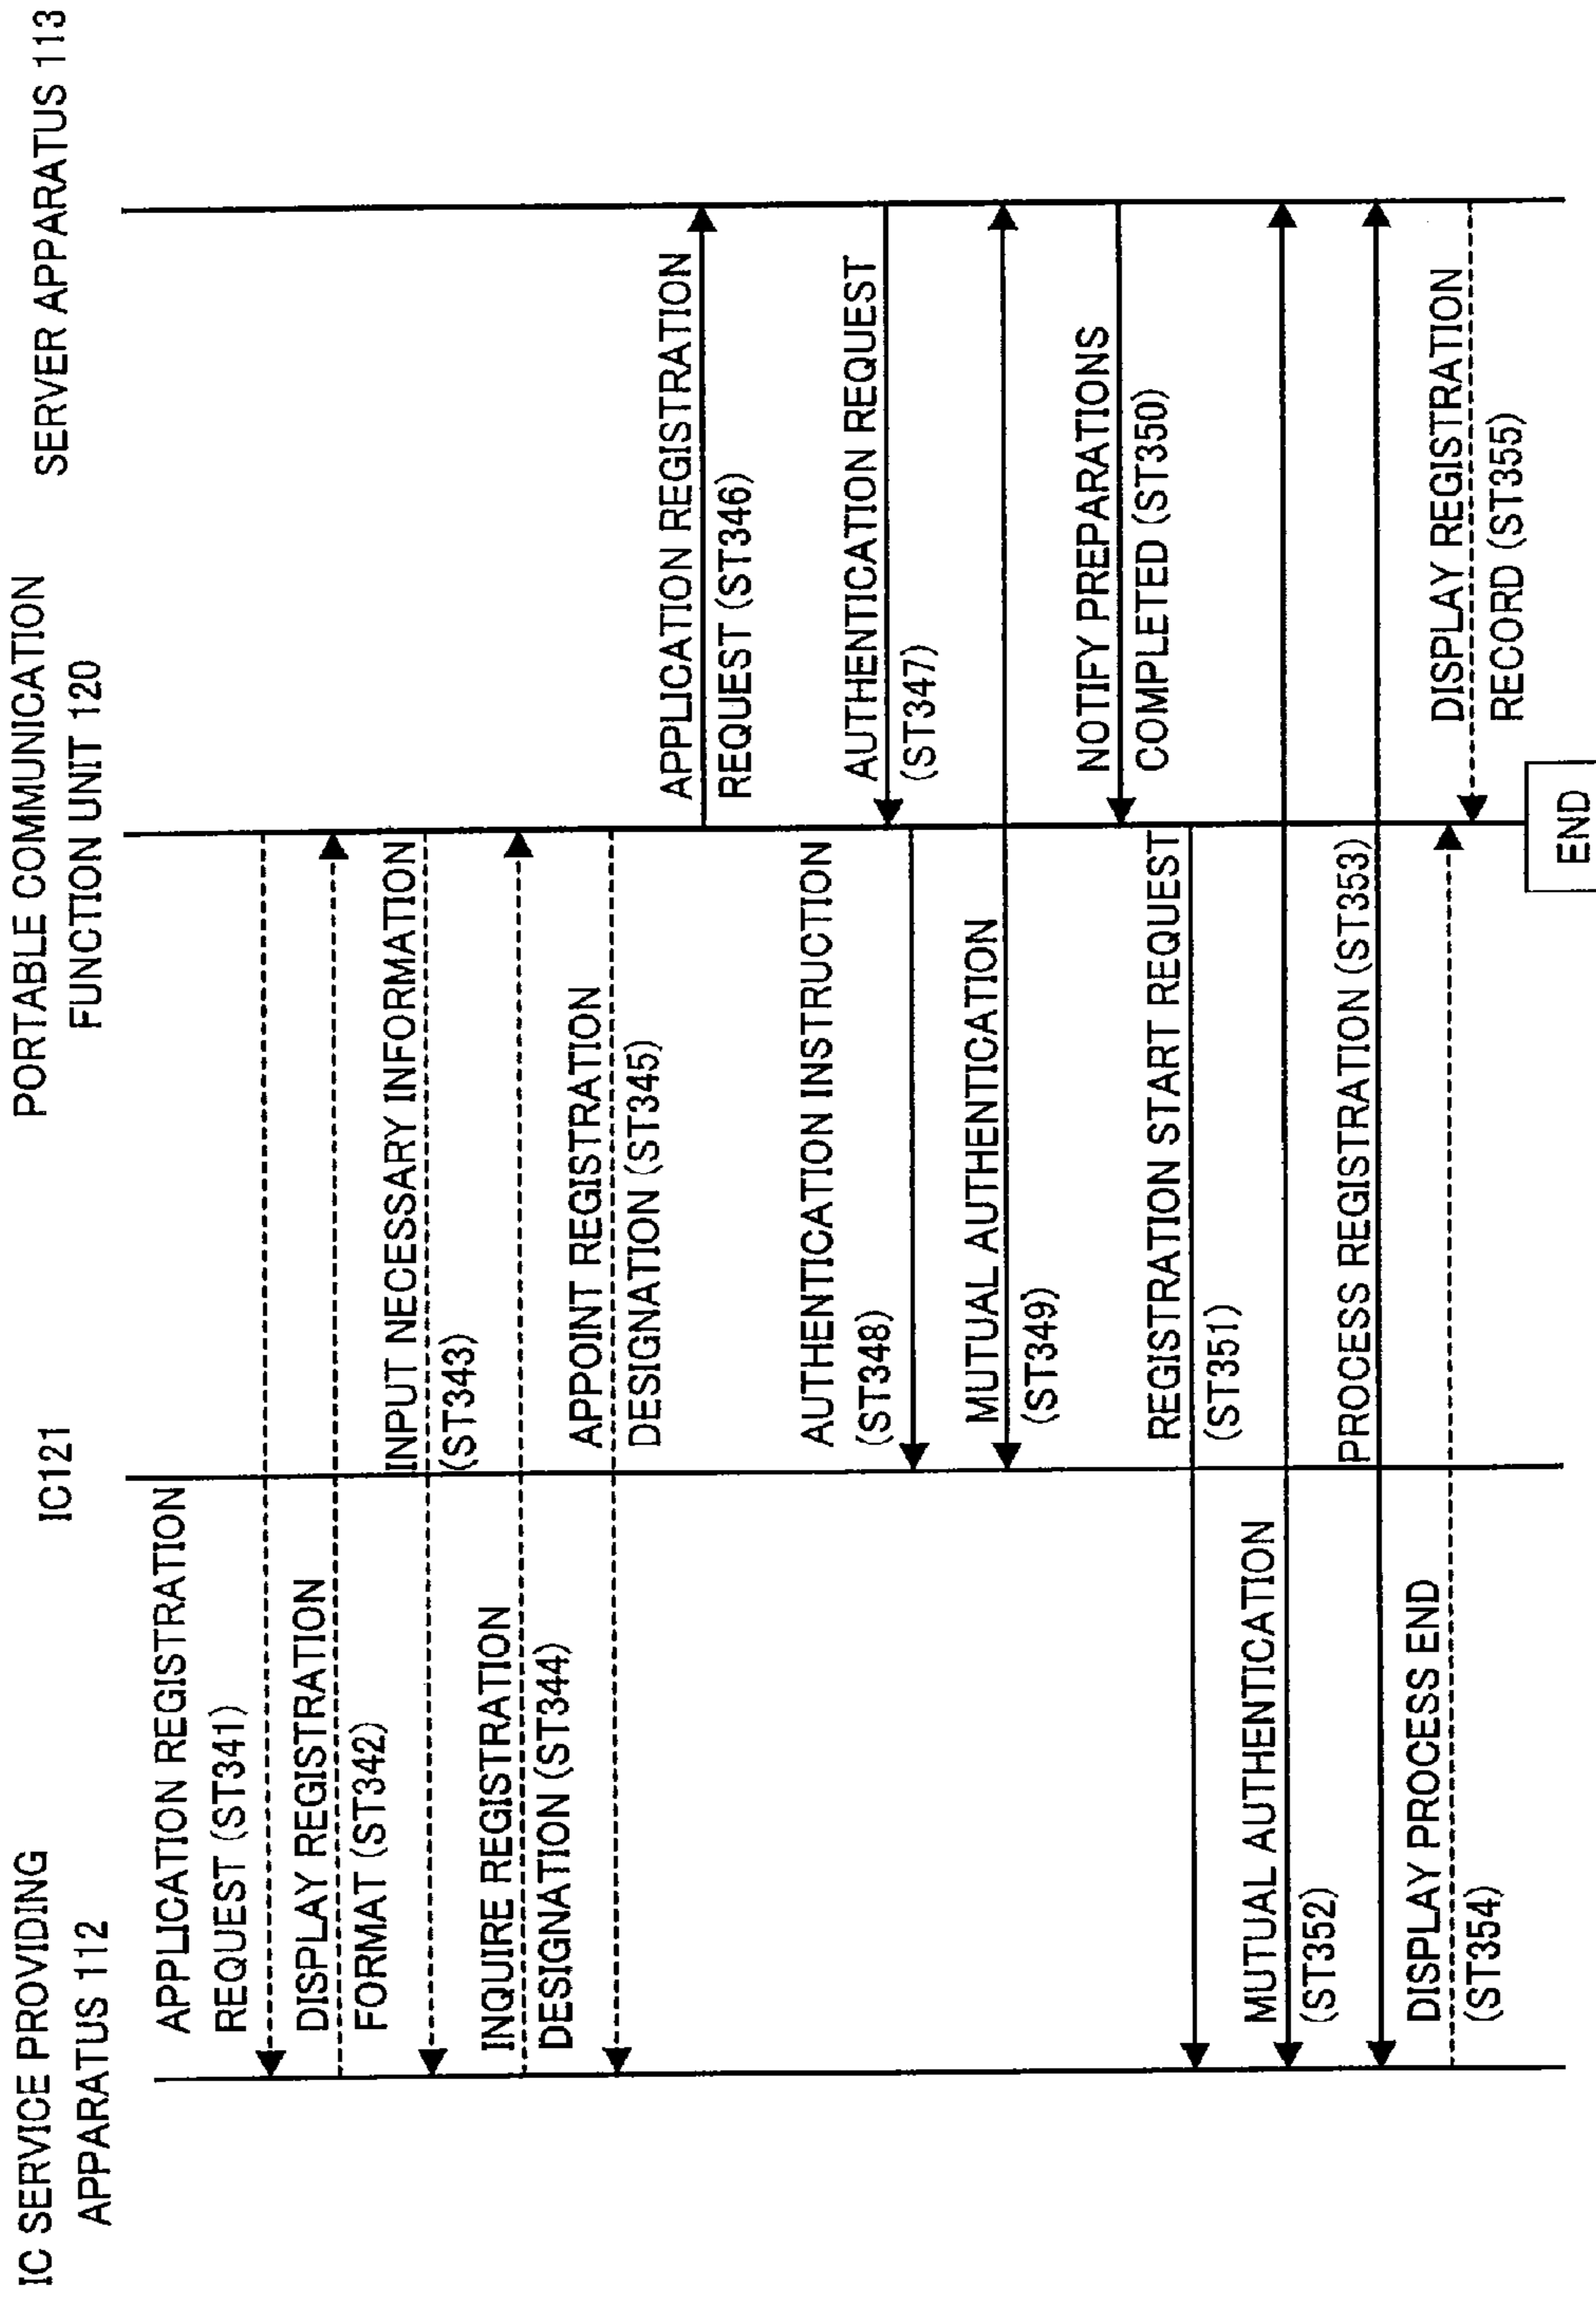 IC SERVICE PROVIDING
APPARATUS 112
IC121
PORTABLE COMMUNICATION
FUNCTION UNIT 120
SERVER APPARATUS 113
APPLICATION REGISTRATION
REQUEST (ST341)
DISPLAY REGISTRATION
FORMAT (ST342)
INPUT NECESSARY INFORMATION
(ST343)
INQUIRE REGISTRATION
DESIGNATION (ST344)
APPOINT REGISTRATION
DESIGNATION (ST345)
APPLICATION REGISTRATION
REQUEST (ST346)
AUTHENTICATION REQUEST
(ST347)
AUTHENTICATION INSTRUCTION
(ST348)
MUTUAL AUTHENTICATION
(ST349)
NOTIFY PREPARATIONS
COMPLETED (ST350)
REGISTRATION START REQUEST
(ST351)
MUTUAL AUTHENTICATION
(ST352)
PROCESS REGISTRATION (ST353)
DISPLAY PROCESS END
(ST354)
DISPLAY REGISTRATION
RECORD (ST355)
END